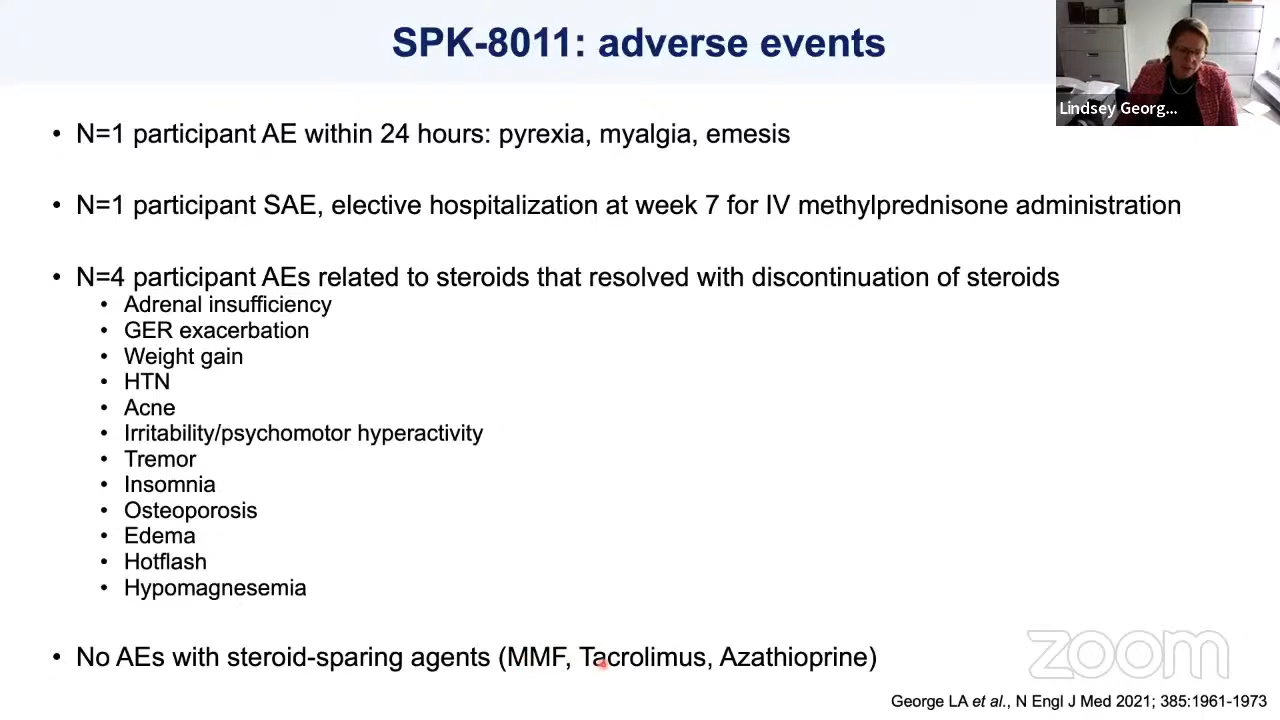 SPK-8011: adverse events
Lindsey Georg...
• N=1 participant AE within 24 hours: pyrexia, myalgia, emesis
• N=1 participant SAE, elective hospitalization at week 7 for IV methylprednisone administration
• N=4 participant AEs related to steroids that resolved with discontinuation of steroids
• Adrenal insufficiency
• GER exacerbation
• Weight gain
• HTN
• Acne
• Irritability/psychomotor hyperactivity
• Tremor
• Insomnia
• Osteoporosis
• Edema
• Hotflash
• Hypomagnesemia
• No AEs with steroid-sparing agents (MMF, Tacrolimus, Azathioprine)
zoom
George LA et al., N Engl J Med 2021; 385:1961-1973